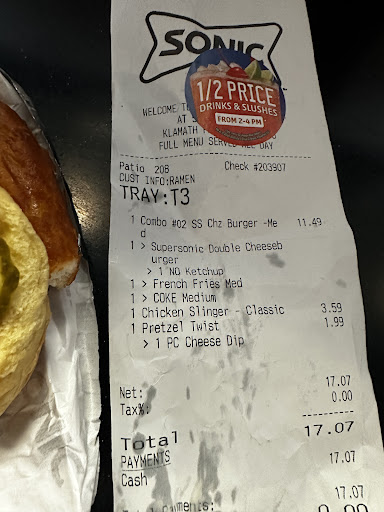 SONIC
1/2 PRICE
DRINKS & SLUSHES
FROM 2-4 PM
WELCOME
AT
KLAMATH
FULL MENU SERVED ALL DAY
Patio 20B Check #203907
CUST INFO:RAMEN
TRAY:T3
1 Combo #02 SS Chz Burger -Me 11.49
d
1 > Supersonic Double Cheeseb
urger
> 1 NO Ketchup
1 > French Fries Med
1 > COKE Medium
1 Chicken Slinger - Classic 3.59
1 Pretzel Twist 1.99
> 1 PC Cheese Dip
Net: 17.07
Tax%: 0.00
Total 17.07
PAYMENTS 17.07
Cash
Total Payments: 17.07